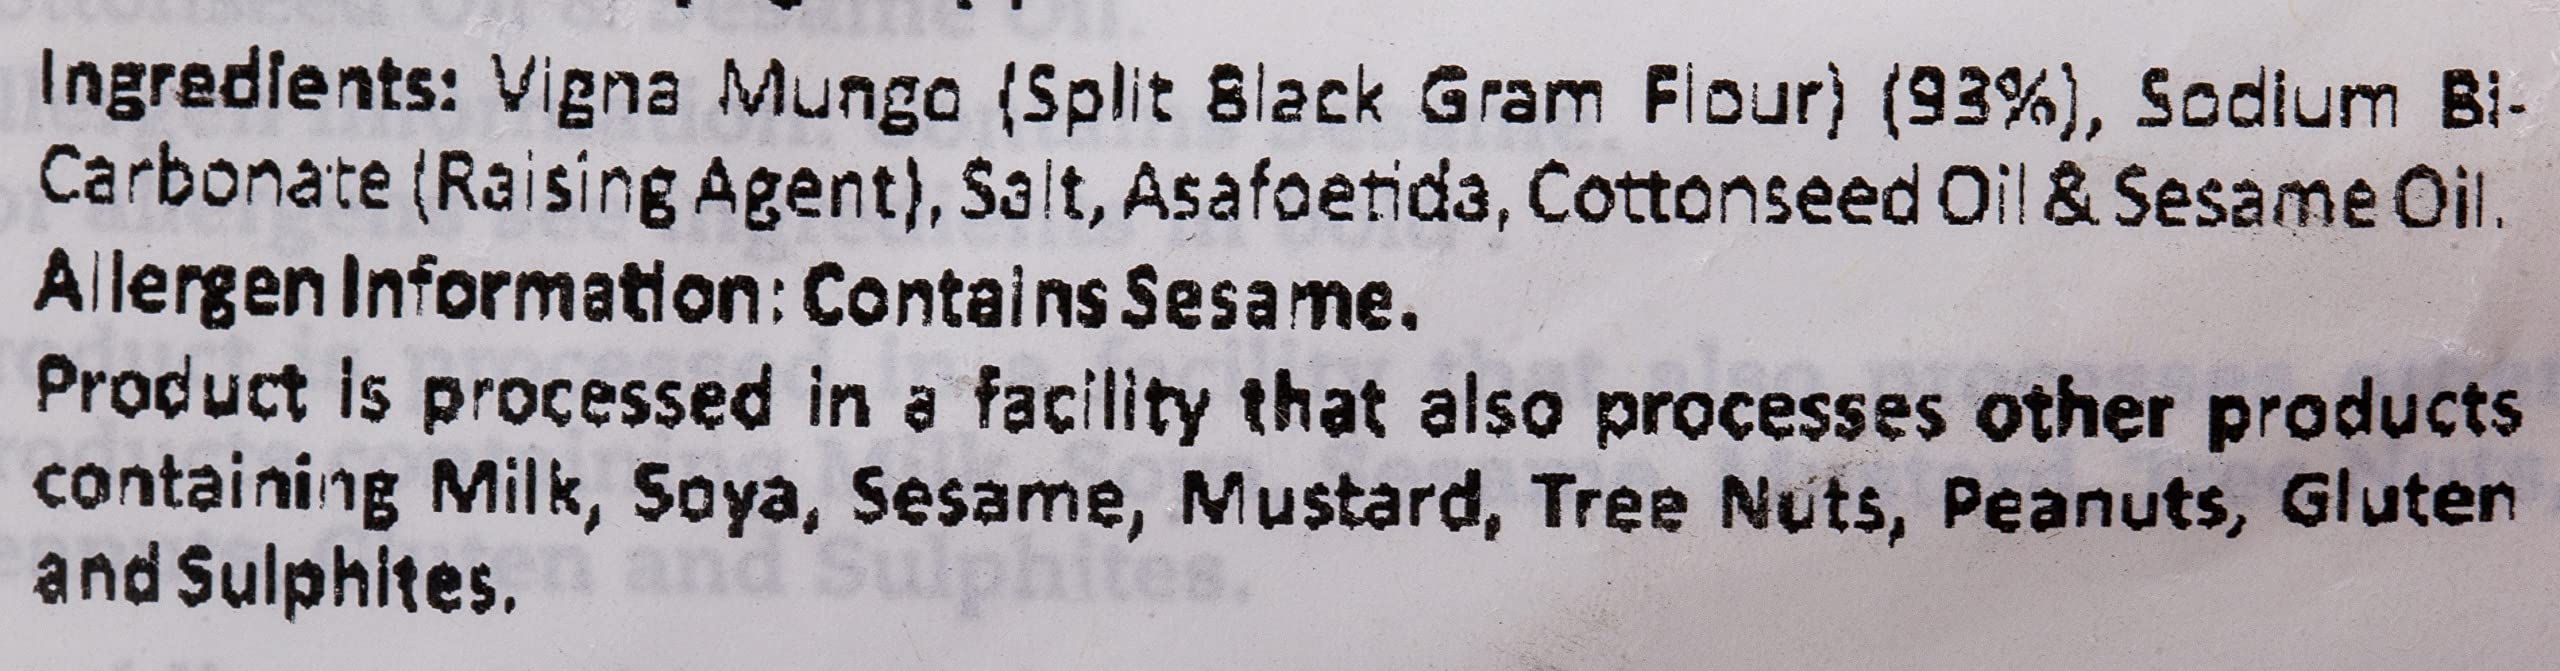 Ingredients: Vigna Mungo (Split Black Gram Flour) (93%), Sodium Bi-
Carbonate (Raising Agent), Salt, Asafoetida, Cottonseed Oil & Sesame Oil.
Allergen Information: Contains Sesame.
Product is processed in a facility that also processes other products
containing Milk, Soya, Sesame, Mustard, Tree Nuts, Peanuts, Gluten
and Sulphites.